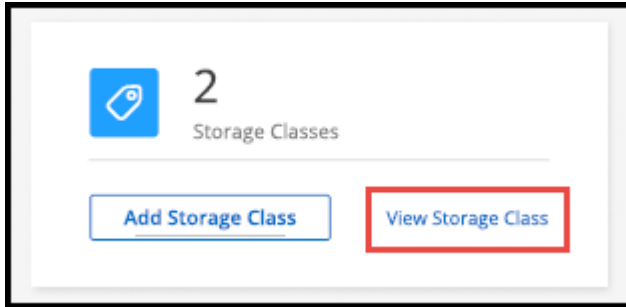 2
Storage Classes
Add Storage Class
View Storage Class